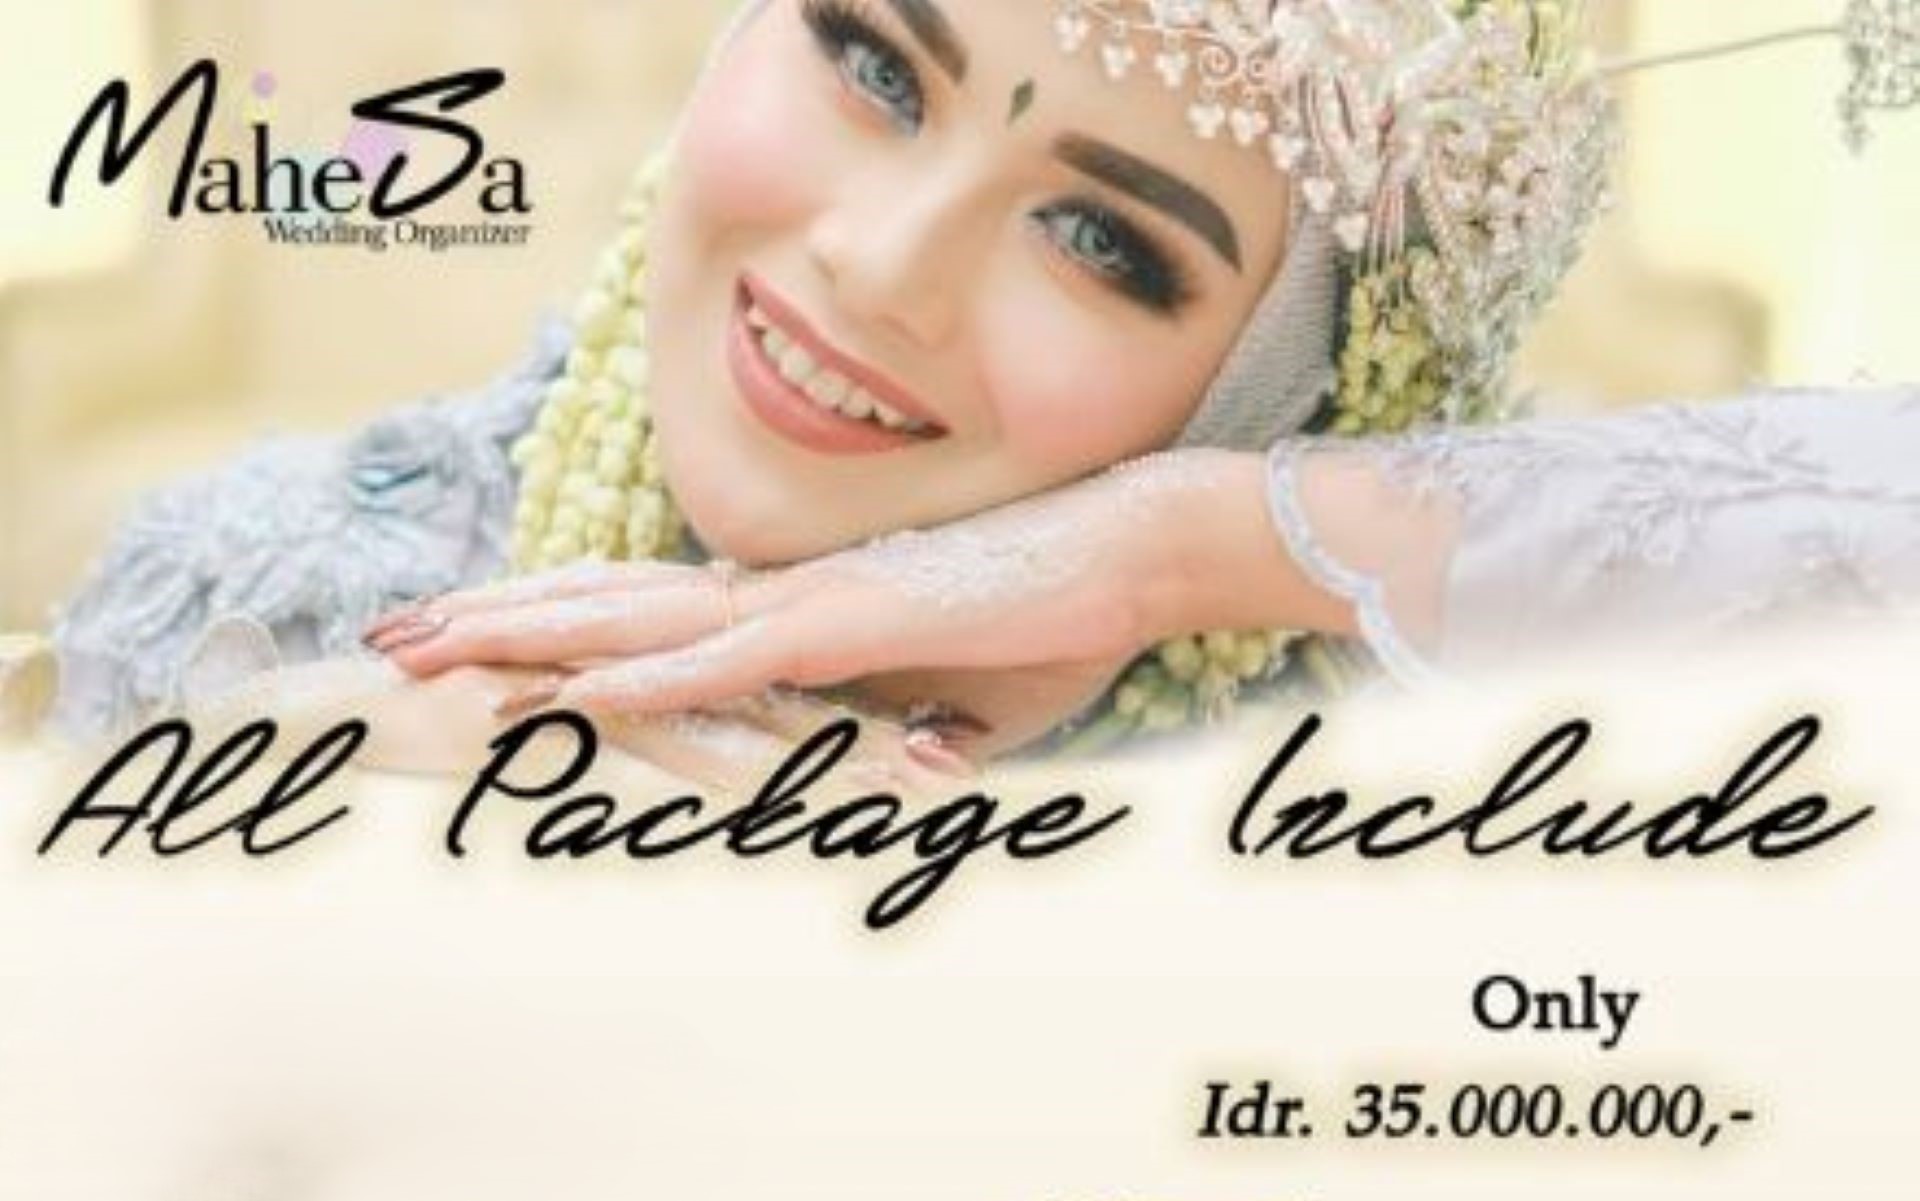 MaheSa
Wedding Organizer
All Package Include
Only
Idr. 35.000.000,-